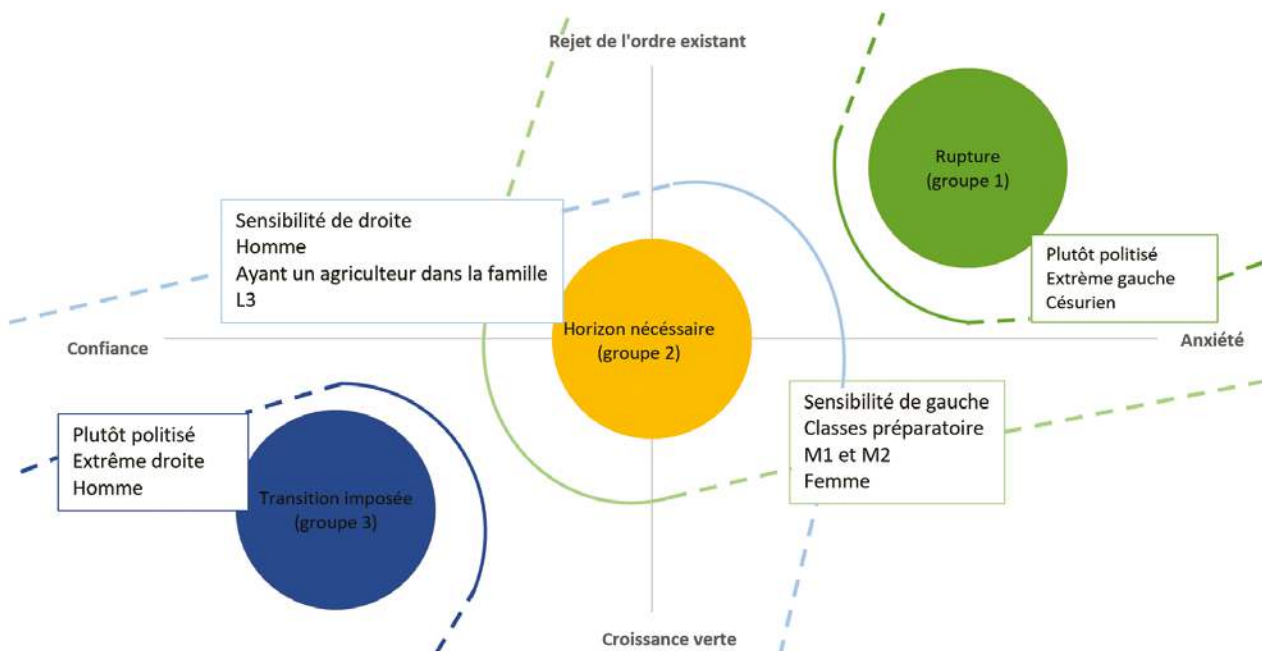 Rejet de l'ordre existant
Rupture
(groupe 1)
Sensibilité de droite
Homme
Ayant un agriculteur dans la famille
L3
Plutôt politisé
Extrême gauche
Césurien
Horizon nécéssaire
(groupe 2)
Confiance
Anxiété
Sensibilité de gauche
Classes préparatoire
M1 et M2
Femme
Plutôt politisé
Extrême droite
Homme
Transition imposée
(groupe 3)
Croissance verte